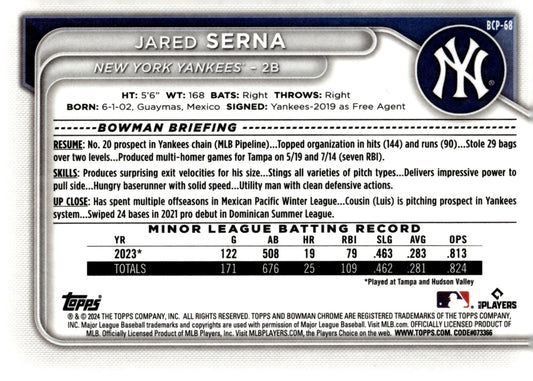 BCP-68
JARED SERNA
NEW YORK YANKEES® - 2B
NY
HT: 5'6" WT: 168 BATS: Right THROWS: Right
BORN: 6-1-02, Guaymas, Mexico SIGNED: Yankees-2019 as Free Agent
BOWMAN BRIEFING
RESUME: No. 20 prospect in Yankees chain (MLB Pipeline)...Topped organization in hits (144) and runs (90)...Stole 29
bags over two levels...Produced multi-homer games for Tampa on 5/19 and 7/14 (seven RBI).
SKILLS: Produces surprising exit velocities for his size...Stings all varieties of pitch types...Delivers impressive power to
pull side...Hungry baserunner with solid speed...Utility man with clean defensive actions.
UP CLOSE: Has spent multiple offseasons in Mexican Pacific Winter League...Cousin (Luis) is pitching prospect in Yankees
system...Swiped 24 bases in 2021 pro debut in Dominican Summer League.
MINOR LEAGUE BATTING RECORD
YR G AB HR RBI SLG AVG OPS
2023* 122 508 19 79 .463 .283 .813
TOTALS 171 676 25 109 .462 .281 .824
*Played at Tampa and Hudson Valley
TOPPS
PLAYERS
® & © 2024 THE TOPPS COMPANY, INC. ALL RIGHTS RESERVED. TOPPS AND BOWMAN CHROME ARE REGISTERED TRADEMARKS OF THE TOPPS COMPANY,
INC. Major League Baseball trademarks and copyrights are used with permission of Major League Baseball. Visit MLB.com. OFFICIALLY LICENSED PRODUCT OF
MLB. Officially Licensed Product of MLB Players, Inc. Visit MLBPLAYERS.com, the Players Choice on the web. WWW.TOPPS.COM. CODE#073366